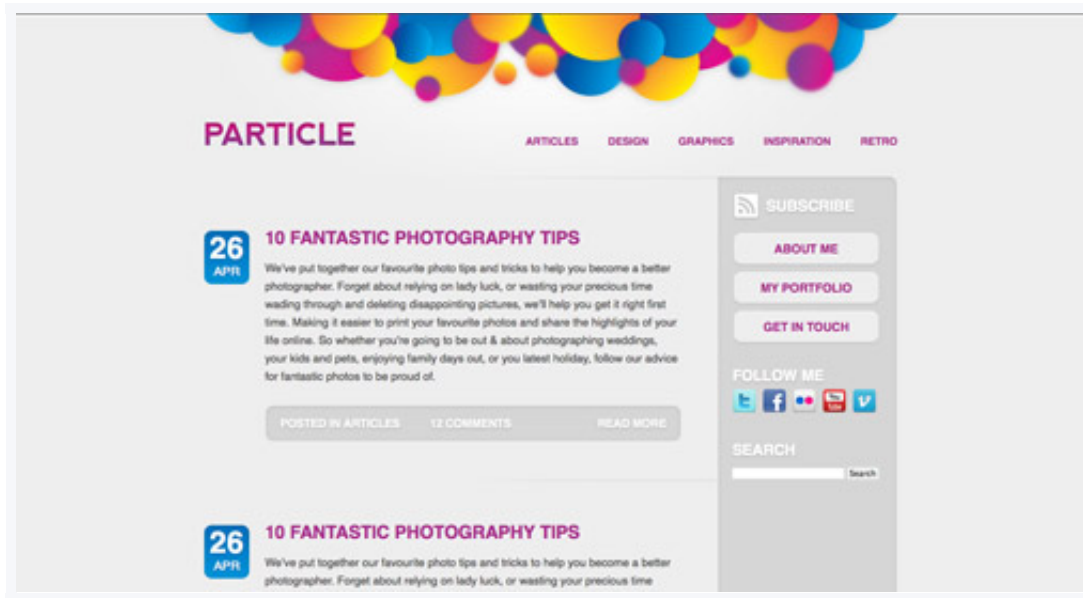 PARTICLE
ARTICLES DESIGN GRAPHICS INSPIRATION RETRO
26
APR
10 FANTASTIC PHOTOGRAPHY TIPS
We've put together our favourite photo tips and tricks to help you become a better
photographer. Forget about relying on lady luck, or wasting your precious time
wading through and deleting disappointing pictures, we'll help you get it right first
time. Making it easier to print your favourite photos and share the highlights of your
life online. So whether you're going to be out & about photographing weddings,
your kids and pets, enjoying family days out, or you latest holiday, follow our advice
for fantastic photos to be proud of.
POSTED IN ARTICLES 12 COMMENTS READ MORE
26
APR
10 FANTASTIC PHOTOGRAPHY TIPS
We've put together our favourite photo tips and tricks to help you become a better
photographer. Forget about relying on lady luck, or wasting your precious time
SUBSCRIBE
ABOUT ME
MY PORTFOLIO
GET IN TOUCH
FOLLOW ME
You
Tube
SEARCH
Search